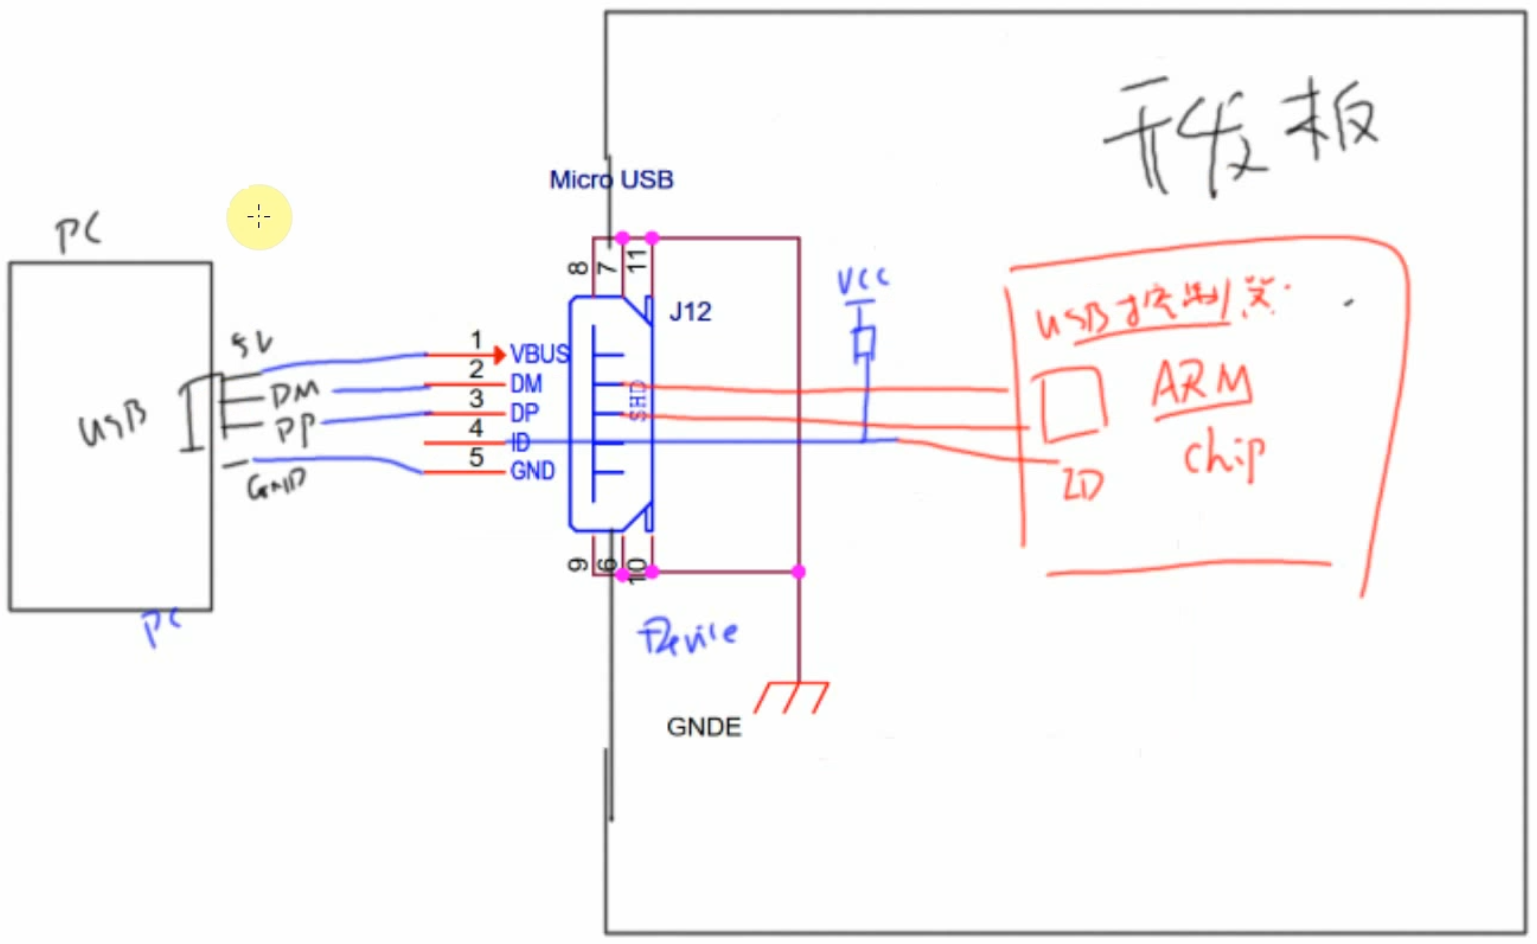 开发板
Micro USB
PC
8
7
11
VCC
J12
USB控制器
5V
1
VBUS
2
DM
DM
ARM
USB
3
DP
SHD
DP
4
ID
chip
5
GND
GND
ID
9
6
10
PC
Device
GNDE